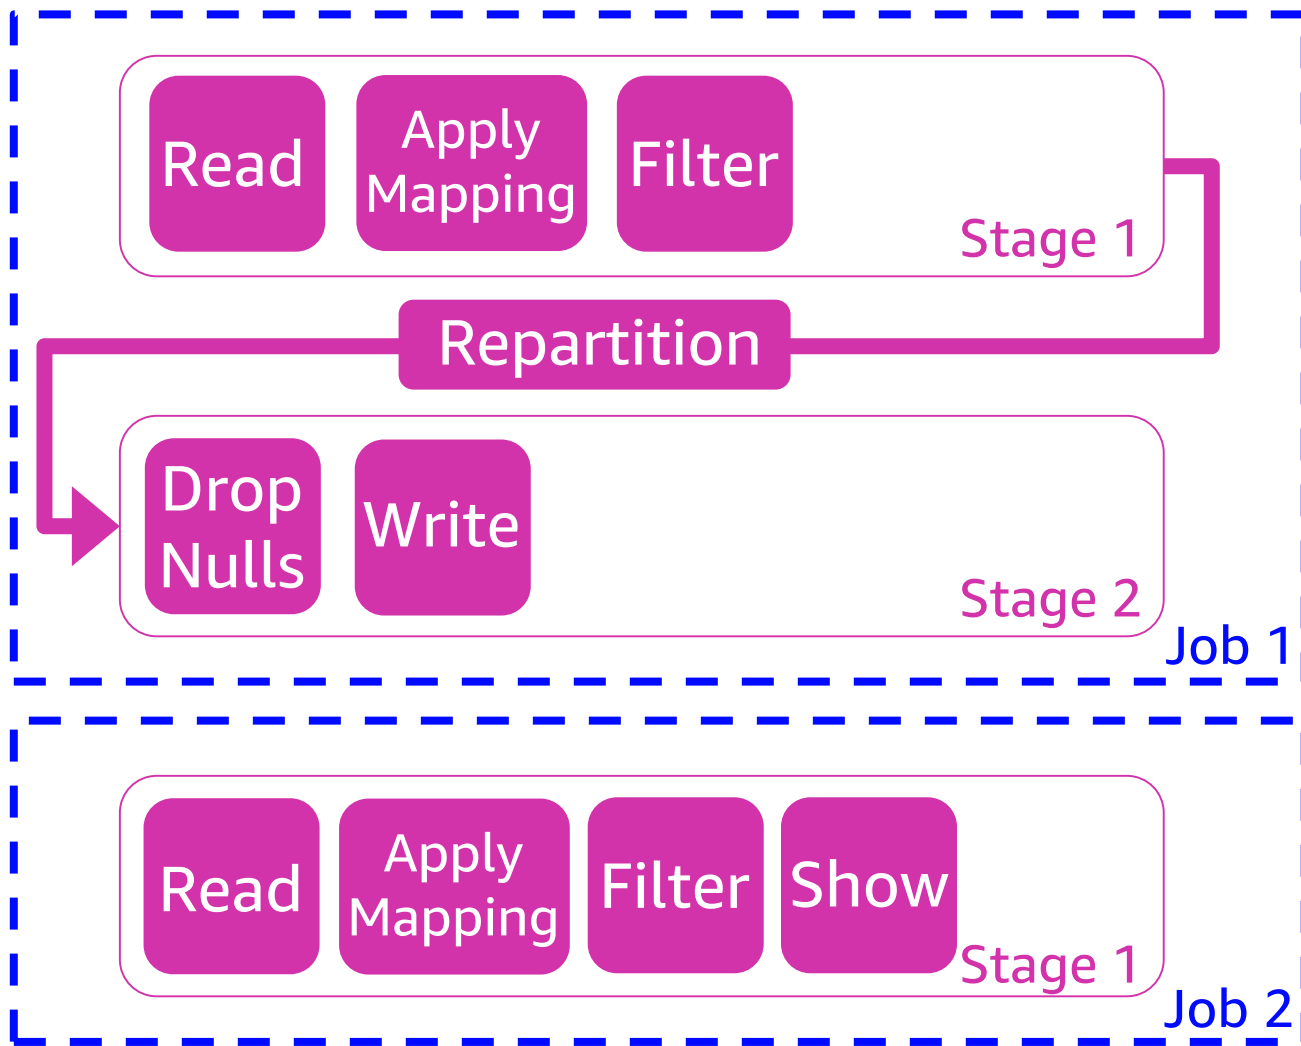 Read
Apply
Mapping
Filter
Stage 1
Repartition
Drop
Nulls
Write
Stage 2
Job 1
Read
Apply
Mapping
Filter
Show
Stage 1
Job 2